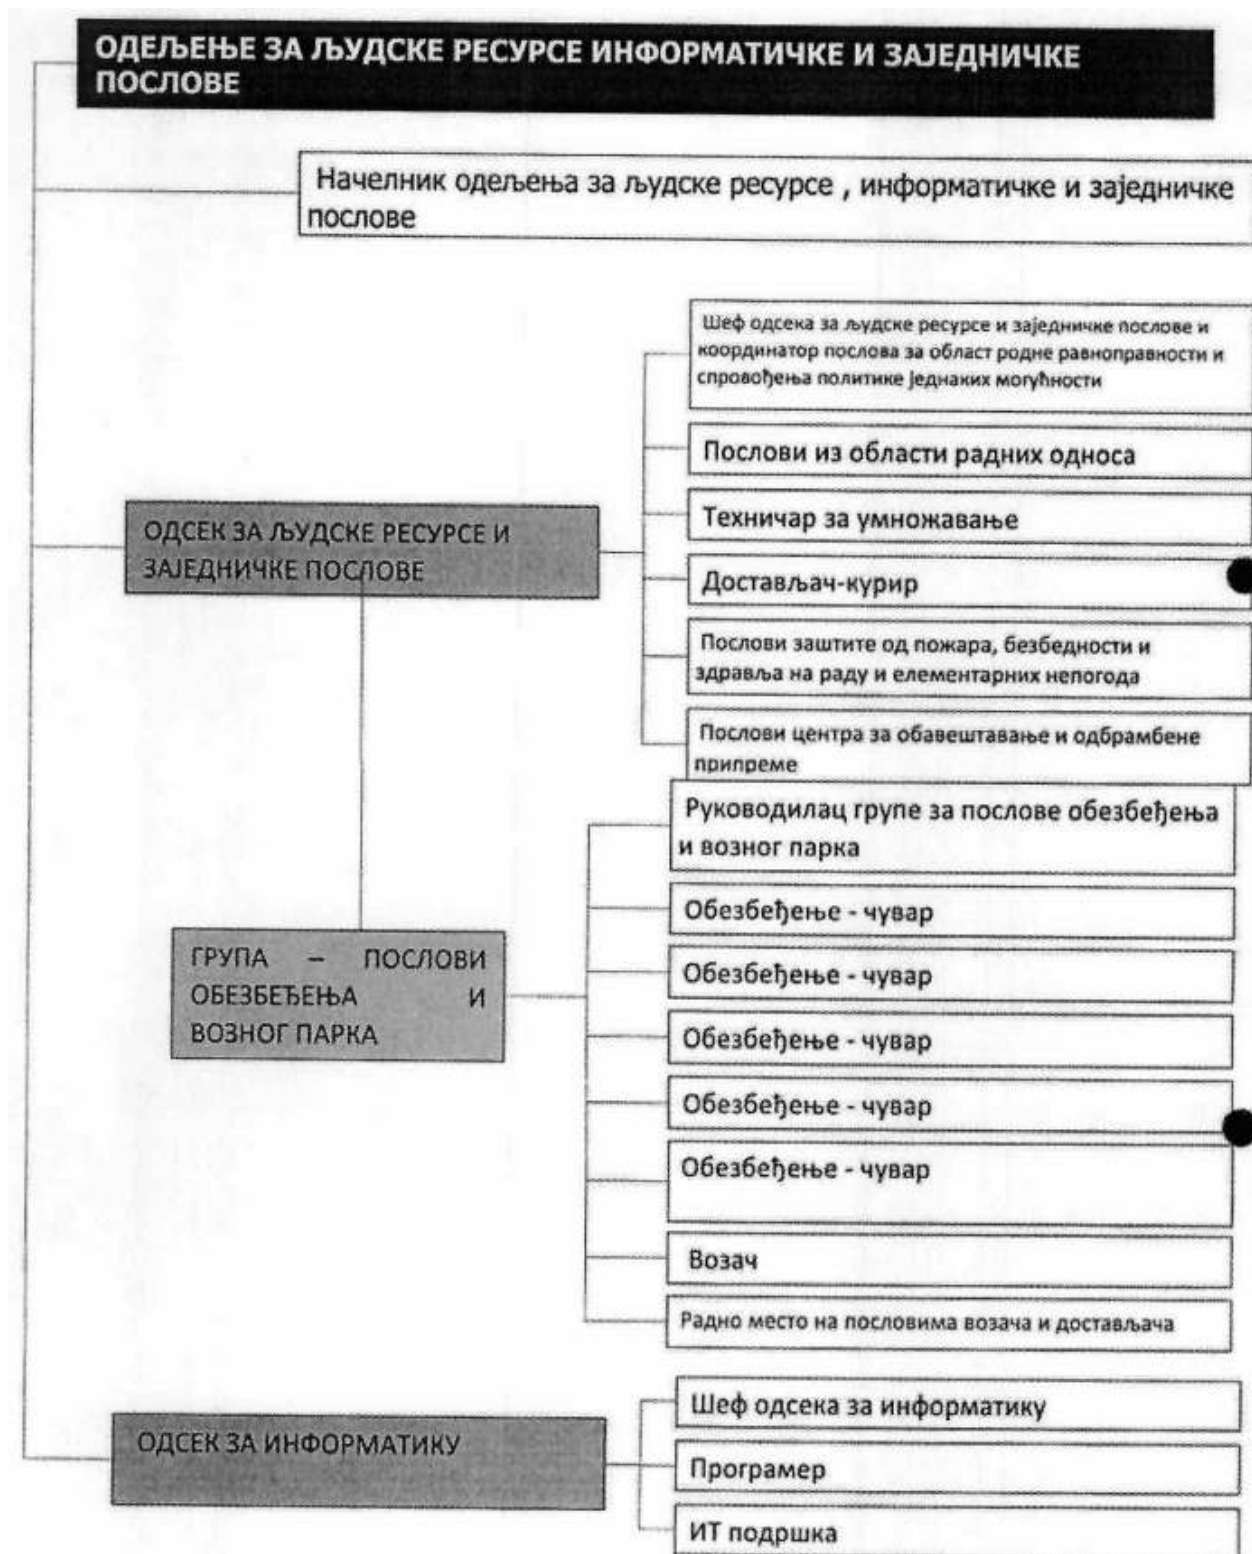 ОДЕЉЕЊЕ ЗА ЉУДСКЕ РЕСУРСЕ ИНФОРМАТИЧКЕ И ЗАЈЕДНИЧКЕ
ПОСЛОВЕ
Начелник одељења за људске ресурсе , информатичке и заједничке
послове
Шеф одсека за људске ресурсе и заједничке послове и
координатор послова за област родне равноправности и
спровођења политике једнаких могућности
Послови из области радних односа
Техничар за умножавање
ОДСЕК ЗА ЉУДСКЕ РЕСУРСЕ И
ЗАЈЕДНИЧКЕ ПОСЛОВЕ
Достављач-курир
Послови заштите од пожара, безбедности и
здравља на раду и елементарних непогода
Послови центра за обавештавање и одбрамбене
припреме
Руководилац групе за послове обезбеђења
и возног парка
Обезбеђење - чувар
ГРУПА – ПОСЛОВИ
ОБЕЗБЕЂЕЊА И
ВОЗНОГ ПАРКА
Обезбеђење - чувар
Обезбеђење - чувар
Обезбеђење - чувар
Обезбеђење - чувар
Возач
Радно место на пословима возача и достављача
ОДСЕК ЗА ИНФОРМАТИКУ
Шеф одсека за информатику
Програмер
ИТ подршка